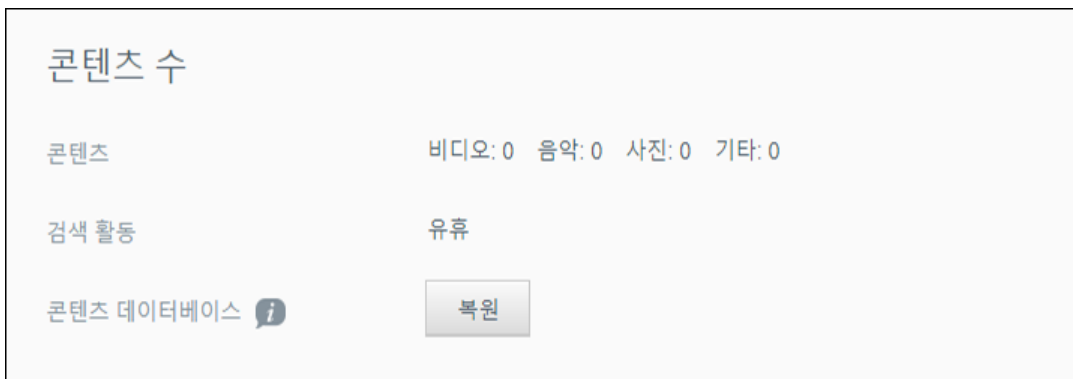 콘텐츠 수
콘텐츠 비디오: 0 음악: 0 사진: 0 기타: 0
검색 활동 유휴
콘텐츠 데이터베이스 i 복원